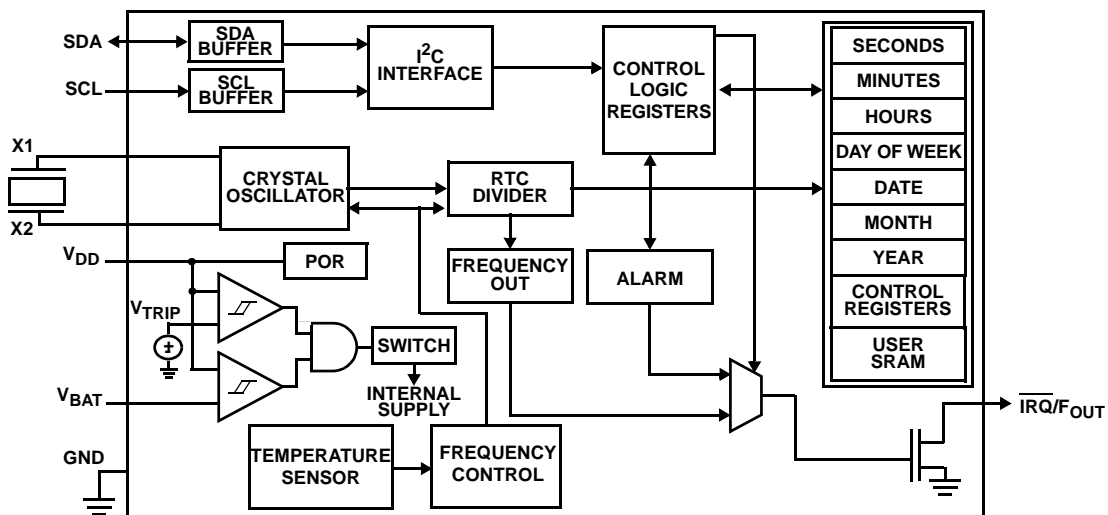 SDA
SDA
BUFFER
SCL
SCL
BUFFER
I²C
INTERFACE
CONTROL
LOGIC
REGISTERS
SECONDS
MINUTES
HOURS
DAY OF WEEK
DATE
MONTH
YEAR
CONTROL
REGISTERS
USER
SRAM
X1
X2
CRYSTAL
OSCILLATOR
RTC
DIVIDER
FREQUENCY
OUT
ALARM
VDD
POR
VTRIP
SWITCH
INTERNAL
SUPPLY
VBAT
GND
TEMPERATURE
SENSOR
FREQUENCY
CONTROL
IRQ/FOUT